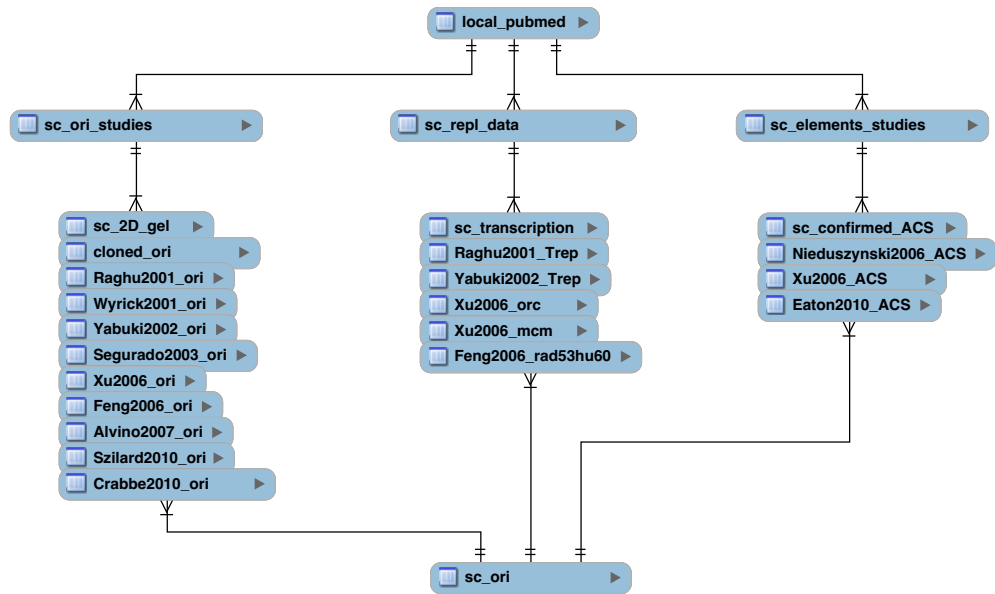 local_pubmed
sc_ori_studies
sc_repl_data
sc_elements_studies
sc_2D_gel
cloned_ori
Raghu2001_ori
Wyrick2001_ori
Yabuki2002_ori
Segurado2003_ori
Xu2006_ori
Feng2006_ori
Alvino2007_ori
Szilard2010_ori
Crabbe2010_ori
sc_transcription
Raghu2001_Trep
Yabuki2002_Trep
Xu2006_orc
Xu2006_mcm
Feng2006_rad53hu60
sc_confirmed_ACS
Nieduszynski2006_ACS
Xu2006_ACS
Eaton2010_ACS
sc_ori